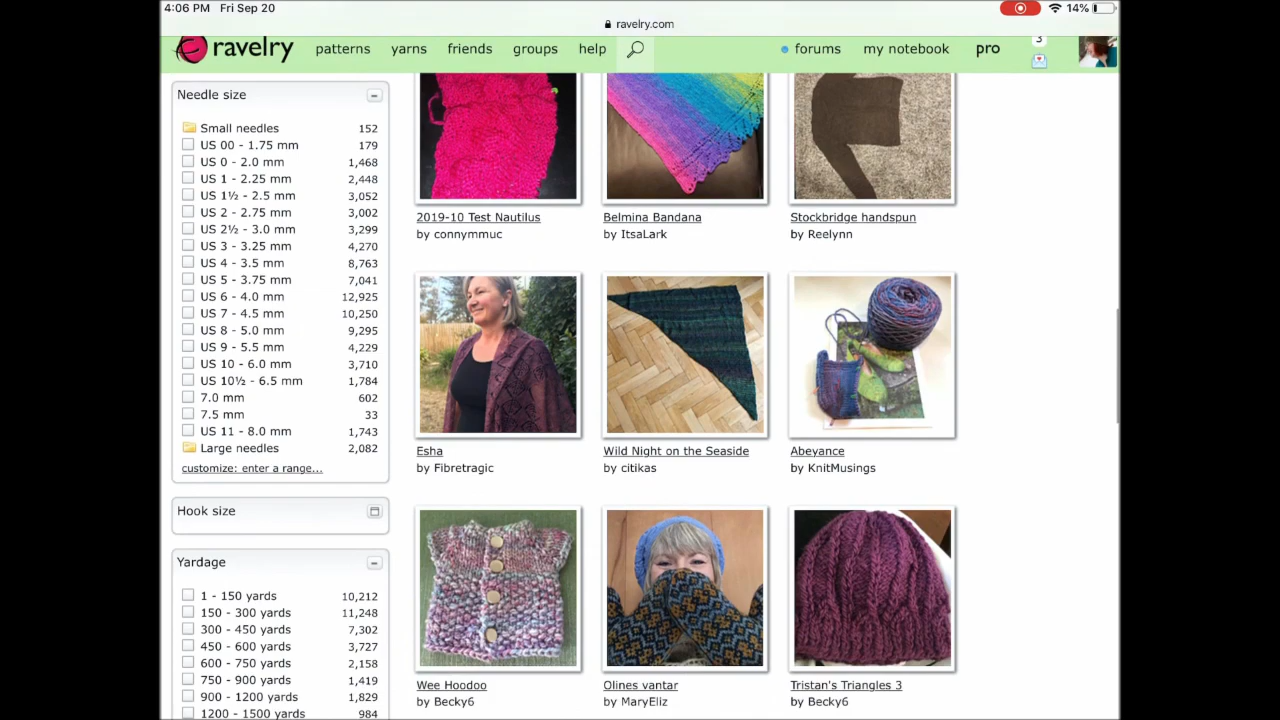 4:06 PM Fri Sep 20
14%
ravelry.com
ravelry patterns yarns friends groups help forums my notebook pro 3
Needle size
Small needles 152
US 00 - 1.75 mm 179
US 0 - 2.0 mm 1,468
US 1 - 2.25 mm 2,448
US 1½ - 2.5 mm 3,052
US 2 - 2.75 mm 3,002
US 2½ - 3.0 mm 3,299
US 3 - 3.25 mm 4,270
US 4 - 3.5 mm 8,763
US 5 - 3.75 mm 7,041
US 6 - 4.0 mm 12,925
US 7 - 4.5 mm 10,250
US 8 - 5.0 mm 9,295
US 9 - 5.5 mm 4,229
US 10 - 6.0 mm 3,710
US 10½ - 6.5 mm 1,784
7.0 mm 602
7.5 mm 33
US 11 - 8.0 mm 1,743
Large needles 2,082
customize: enter a range...
Hook size
Yardage
1 - 150 yards 10,212
150 - 300 yards 11,248
300 - 450 yards 7,302
450 - 600 yards 3,727
600 - 750 yards 2,158
750 - 900 yards 1,419
900 - 1200 yards 1,829
1200 - 1500 yards 984
2019-10 Test Nautilus
by connymmuc
Belmina Bandana
by ItsaLark
Stockbridge handspun
by Reelynn
Esha
by Fibretragic
Wild Night on the Seaside
by citikas
Abeyance
by KnitMusings
Wee Hoodoo
by Becky6
Olines vantar
by MaryEliz
Tristan's Triangles 3
by Becky6